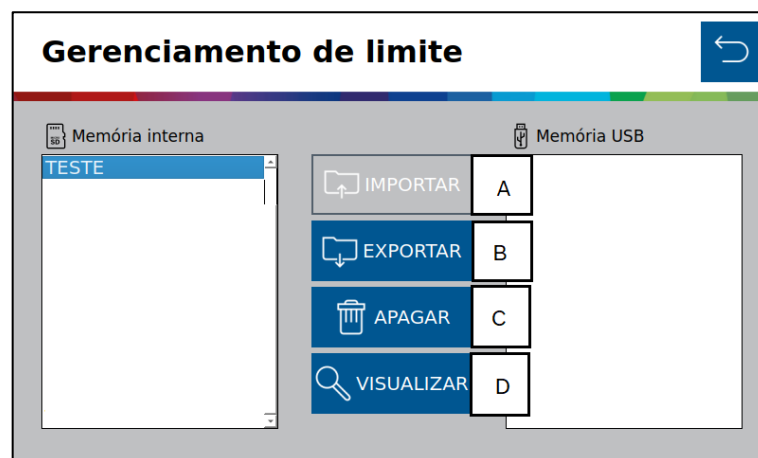 Gerenciamento de limite
Memória interna
Memória USB
TESTE
IMPORTAR A
EXPORTAR B
APAGAR C
VISUALIZAR D